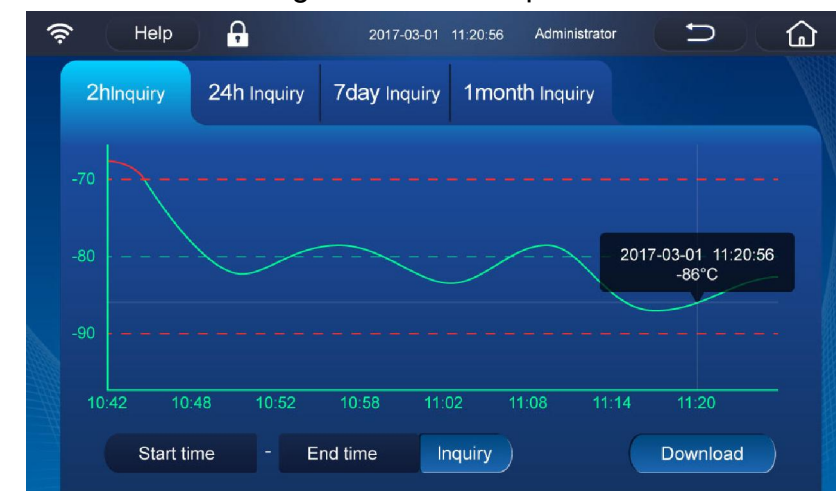 Help 2017-03-01 11:20:56 Administrator
2hInquiry 24h Inquiry 7day Inquiry 1month Inquiry
-70
-80
2017-03-01 11:20:56
-86°C
-90
10:42 10:48 10:52 10:58 11:02 11:08 11:14 11:20
Start time - End time Inquiry Download